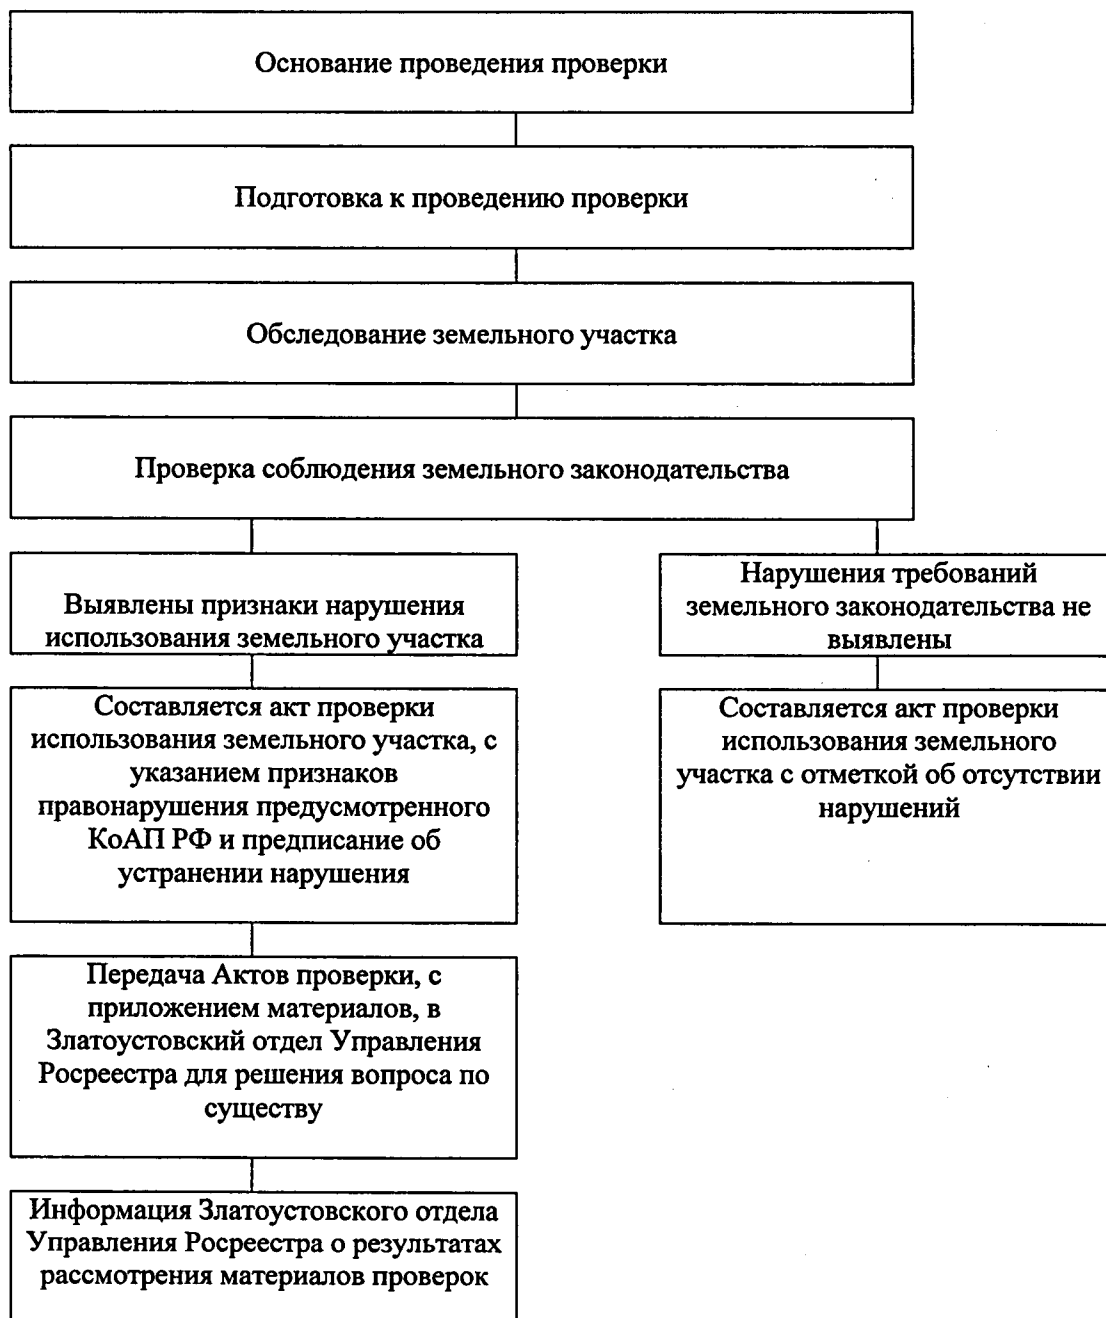 Основание проведения проверки
Подготовка к проведению проверки
Обследование земельного участка
Проверка соблюдения земельного законодательства
Выявлены признаки нарушения
использования земельного участка
Нарушения требований
земельного законодательства не
выявлены
Составляется акт проверки
использования земельного участка, с
указанием признаков
правонарушения предусмотренного
КоАП РФ и предписание об
устранении нарушения
Составляется акт проверки
использования земельного
участка с отметкой об отсутствии
нарушений
Передача Актов проверки, с
приложением материалов, в
Златоустовский отдел Управления
Росреестра для решения вопроса по
существу
Информация Златоустовского отдела
Управления Росреестра о результатах
рассмотрения материалов проверок